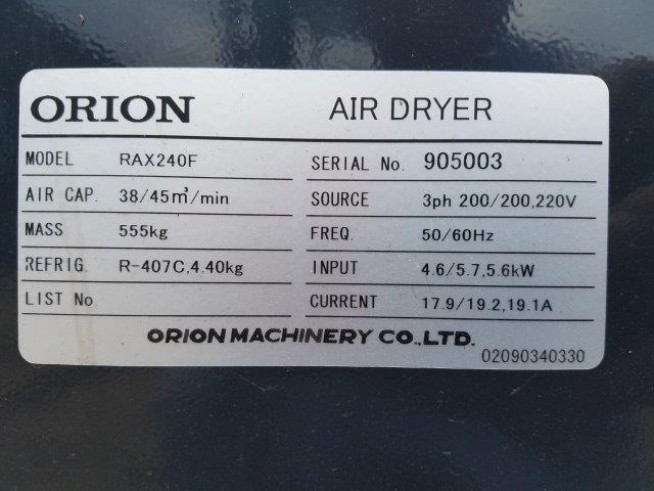 ORION AIR DRYER
MODEL RAX240F SERIAL No. 905003
AIR CAP. 38/45m³/min SOURCE 3ph 200/200,220V
MASS 555kg FREQ. 50/60Hz
REFRIG. R-407C,4.40kg INPUT 4.6/5.7,5.6kW
LIST No CURRENT 17.9/19.2,19.1A
ORION MACHINERY CO.,LTD.
02090340330